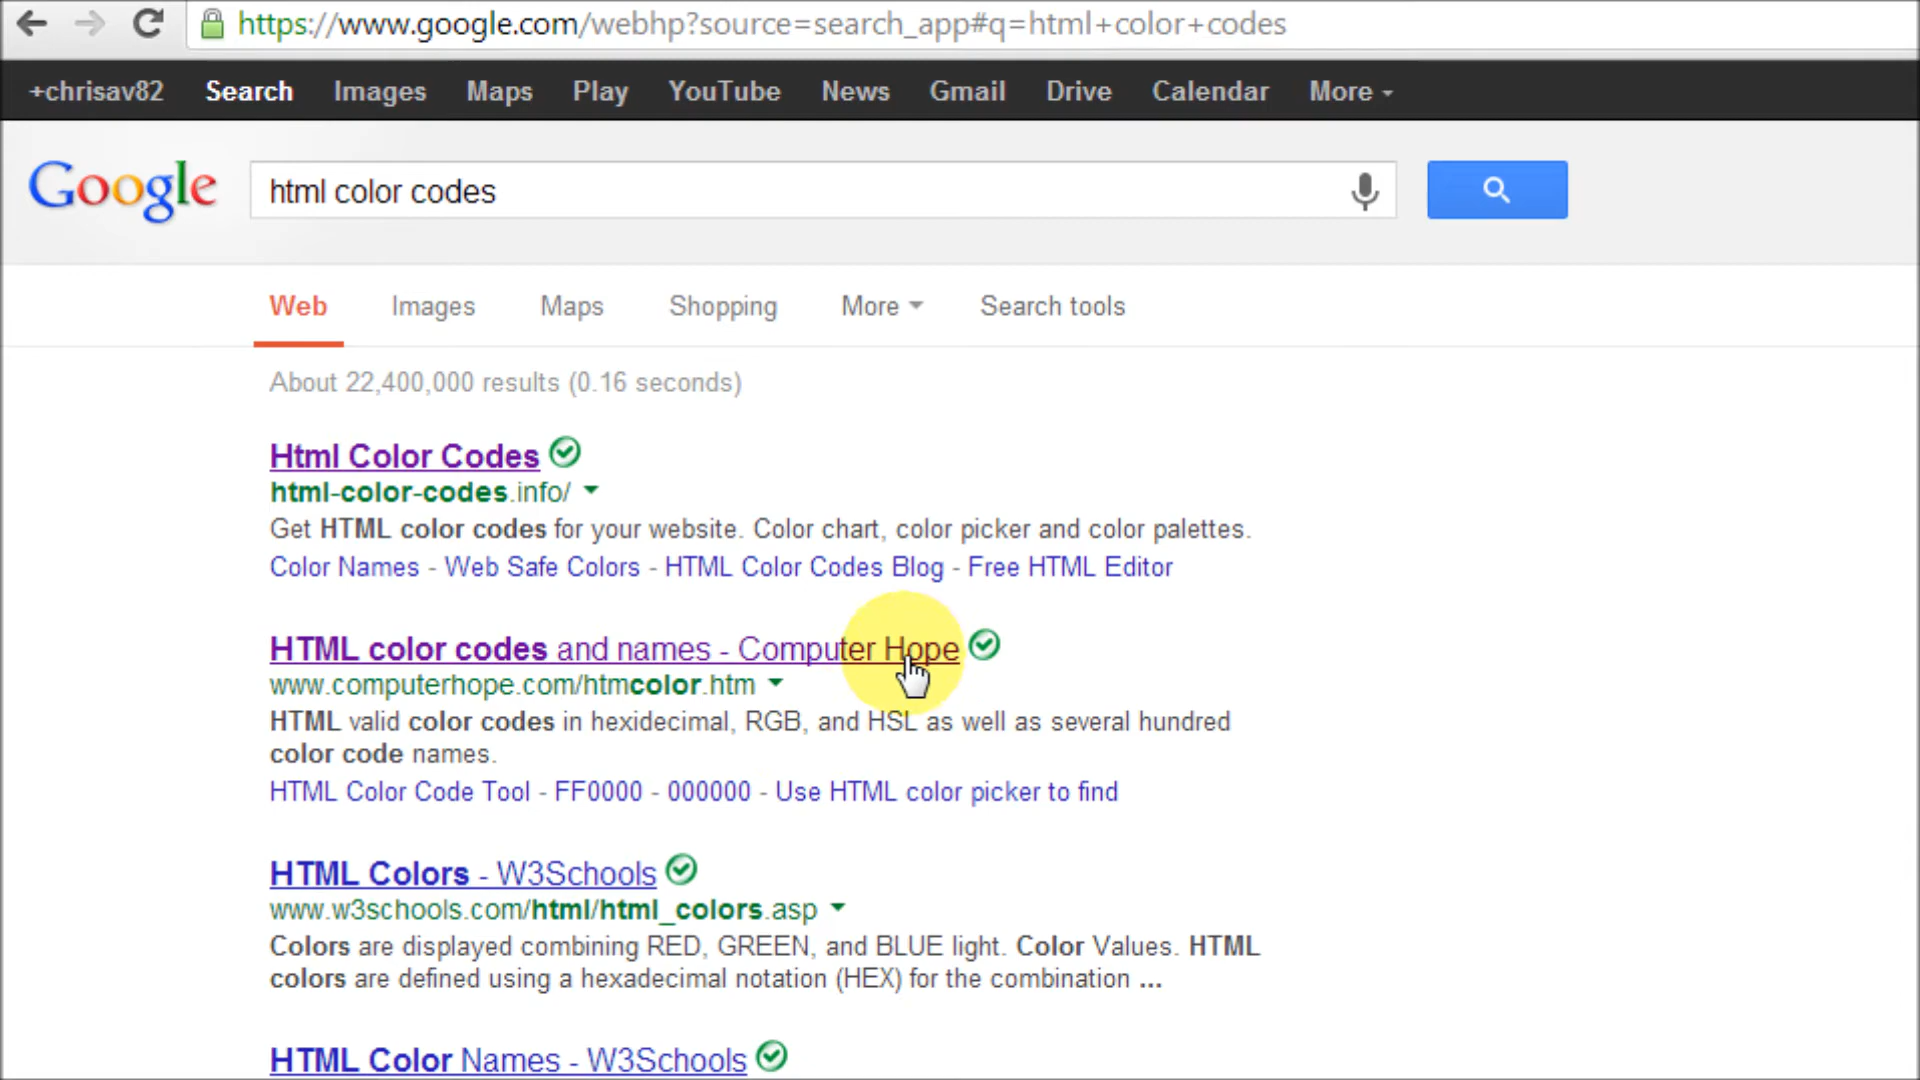 https://www.google.com/webhp?source=search_app#q=html+color+codes
+chrisav82 Search Images Maps Play YouTube News Gmail Drive Calendar More
Google html color codes
Web Images Maps Shopping More Search tools
About 22,400,000 results (0.16 seconds)
Html Color Codes
html-color-codes.info/
Get HTML color codes for your website. Color chart, color picker and color palettes.
Color Names - Web Safe Colors - HTML Color Codes Blog - Free HTML Editor
HTML color codes and names - Computer Hope
www.computerhope.com/htmcolor.htm
HTML valid color codes in hexidecimal, RGB, and HSL as well as several hundred
color code names.
HTML Color Code Tool - FF0000 - 000000 - Use HTML color picker to find
HTML Colors - W3Schools
www.w3schools.com/html/html_colors.asp
Colors are displayed combining RED, GREEN, and BLUE light. Color Values. HTML
colors are defined using a hexadecimal notation (HEX) for the combination ...
HTML Color Names - W3Schools